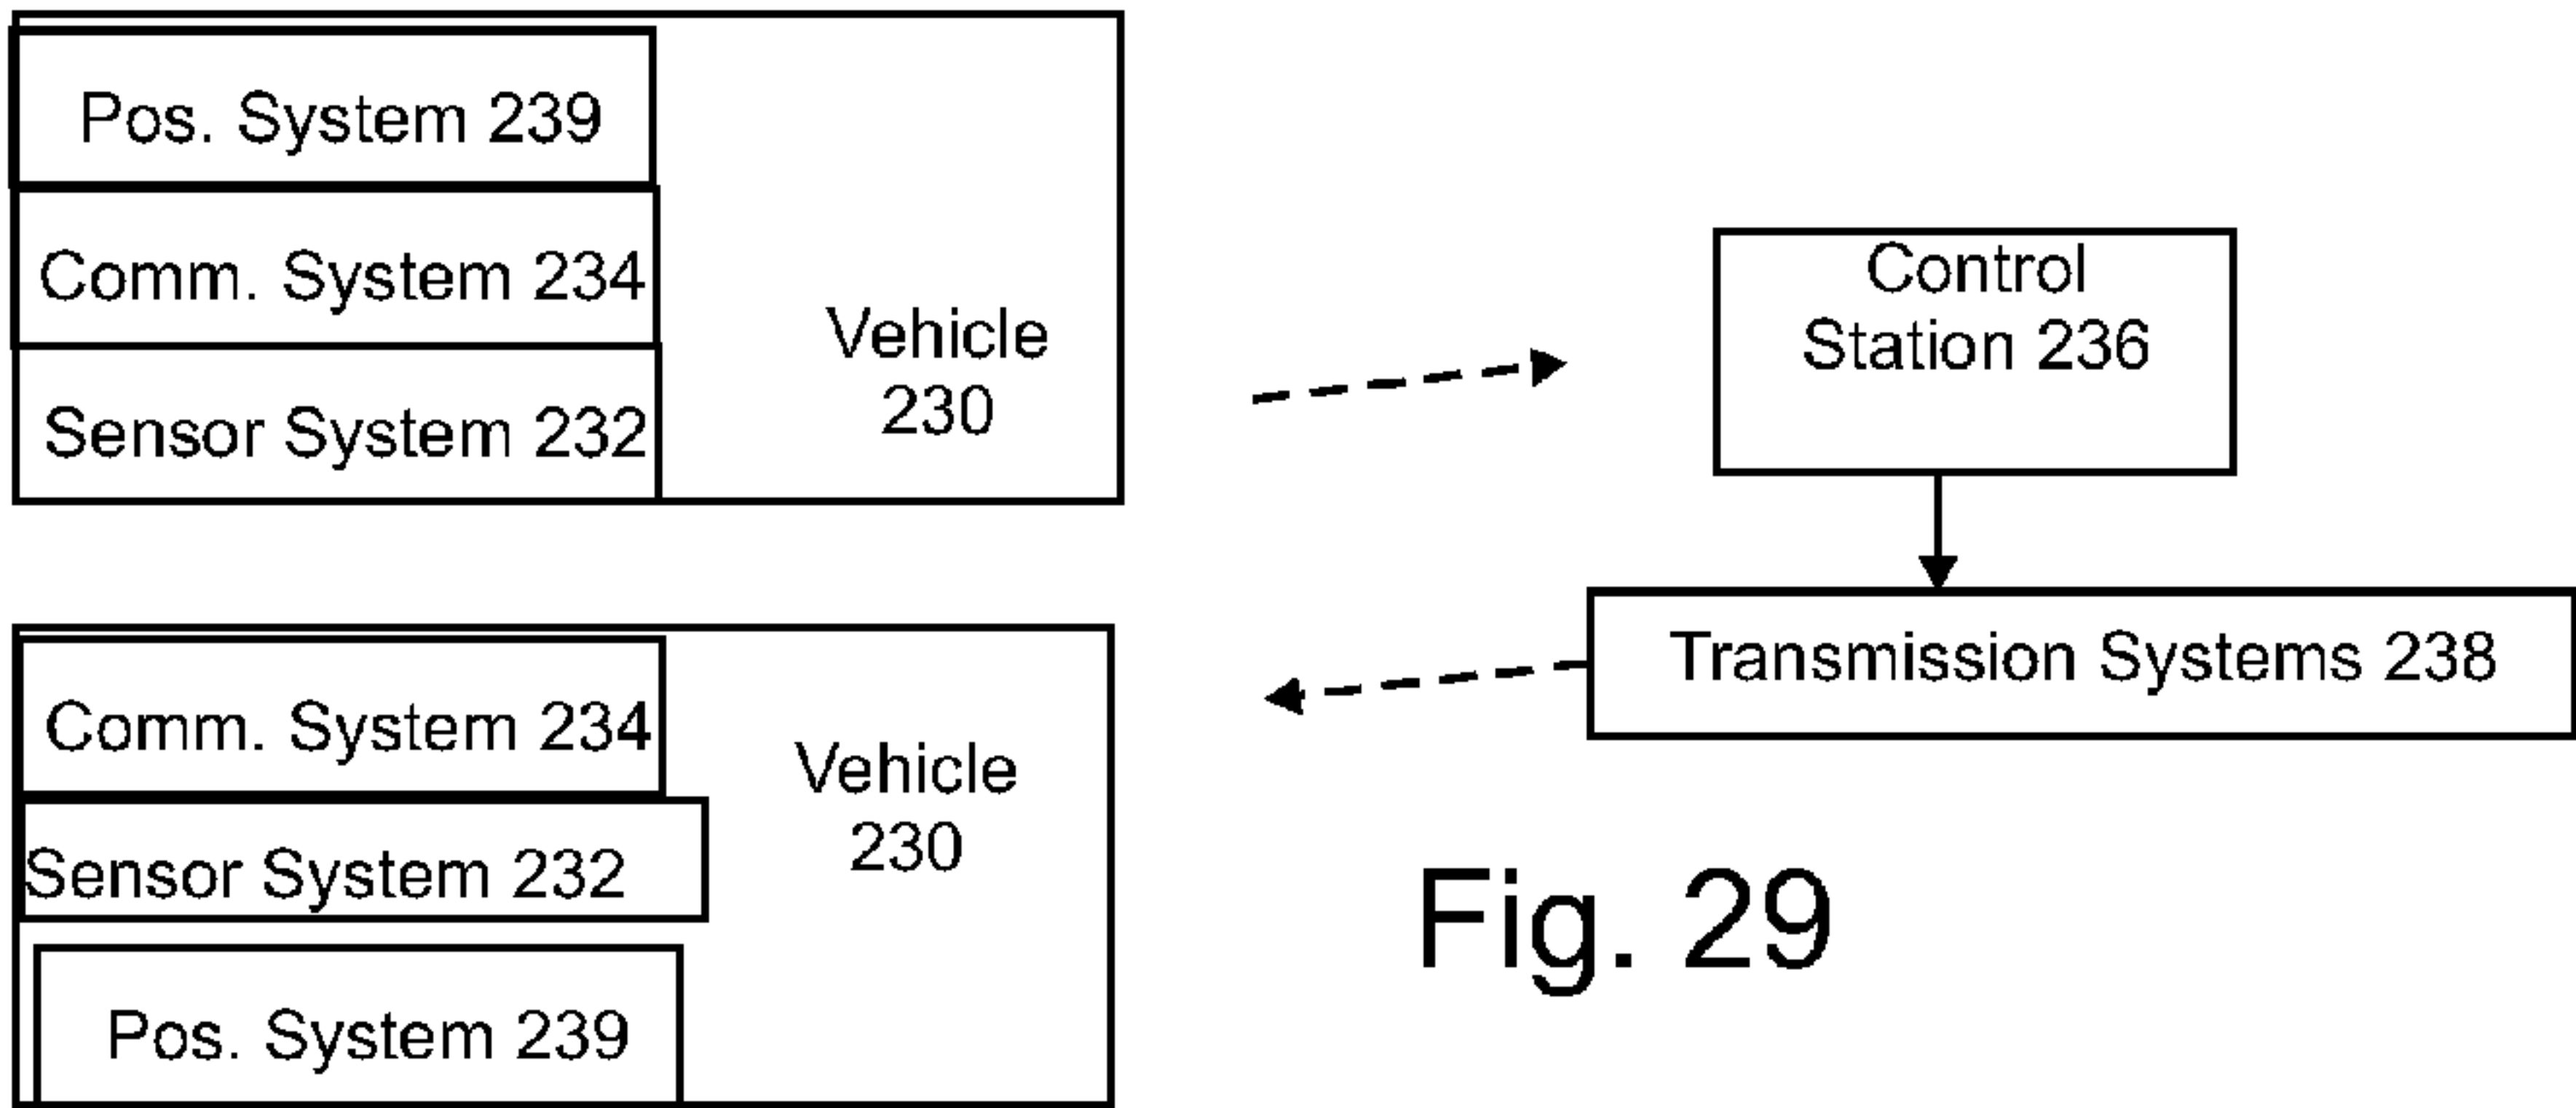 Pos. System 239
Comm. System 234
Sensor System 232
Vehicle
230
Control
Station 236
Transmission Systems 238
Comm. System 234
Sensor System 232
Pos. System 239
Vehicle
230
Fig. 29